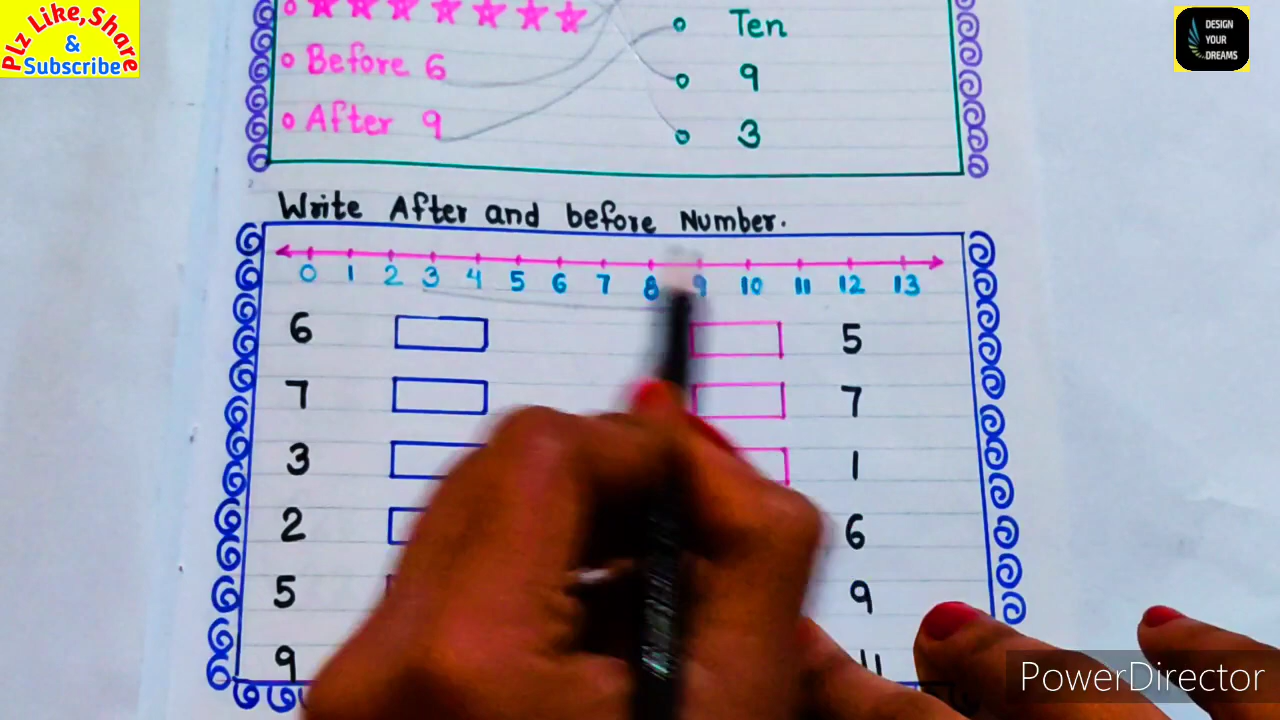 Plz Like, Share
&
Subscribe
DESIGN
YOUR
DREAMS
Ten
Before 6
9
After 9
3
Write After and before Number.
0 1 2 3 4 5 6 7 8 9 10 11 12 13
6 5
7 7
3 1
2 6
5 9
9 11
PowerDirector